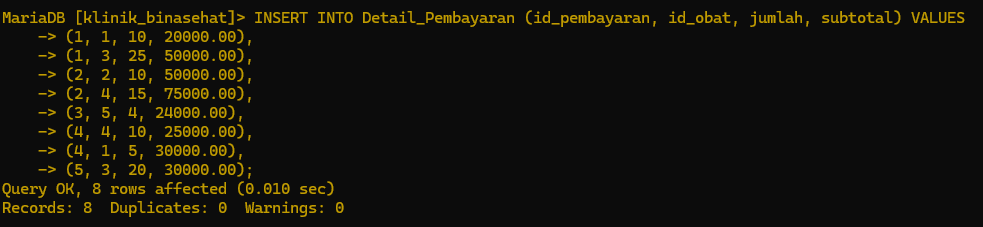 MariaDB [klinik_binasehat]> INSERT INTO Detail_Pembayaran (id_pembayaran, id_obat, jumlah, subtotal) VALUES
    -> (1, 1, 10, 20000.00),
    -> (1, 3, 25, 50000.00),
    -> (2, 2, 10, 50000.00),
    -> (2, 4, 15, 75000.00),
    -> (3, 5, 4, 24000.00),
    -> (4, 4, 10, 25000.00),
    -> (4, 1, 5, 30000.00),
    -> (5, 3, 20, 30000.00);
Query OK, 8 rows affected (0.010 sec)
Records: 8  Duplicates: 0  Warnings: 0